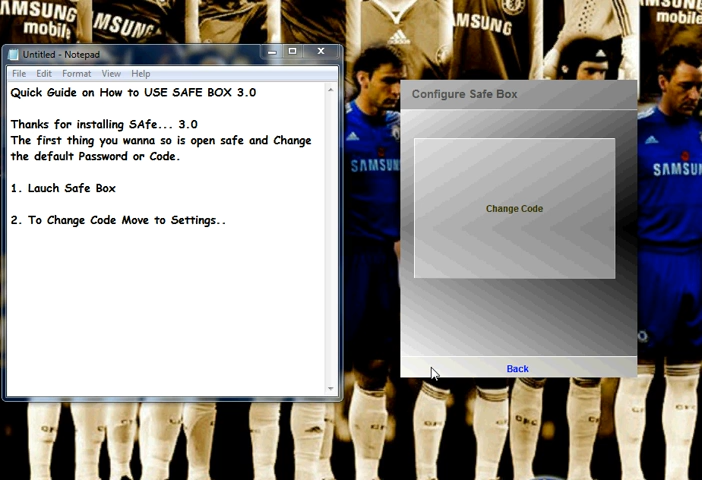 SAMSUNG
mobile
SAMSUNG
adidas
SAMSUNG
SAMSUNG
mobile
Untitled - Notepad
File Edit Format View Help
Quick Guide on How to USE SAFE BOX 3.0
Thanks for installing SAfe... 3.0
The first thing you wanna so is open safe and Change
the default Password or Code.
1. Lauch Safe Box
2. To Change Code Move to Settings..
Configure Safe Box
SAMSUNG
SAMSUNG
Change Code
Back
CFC
CFC